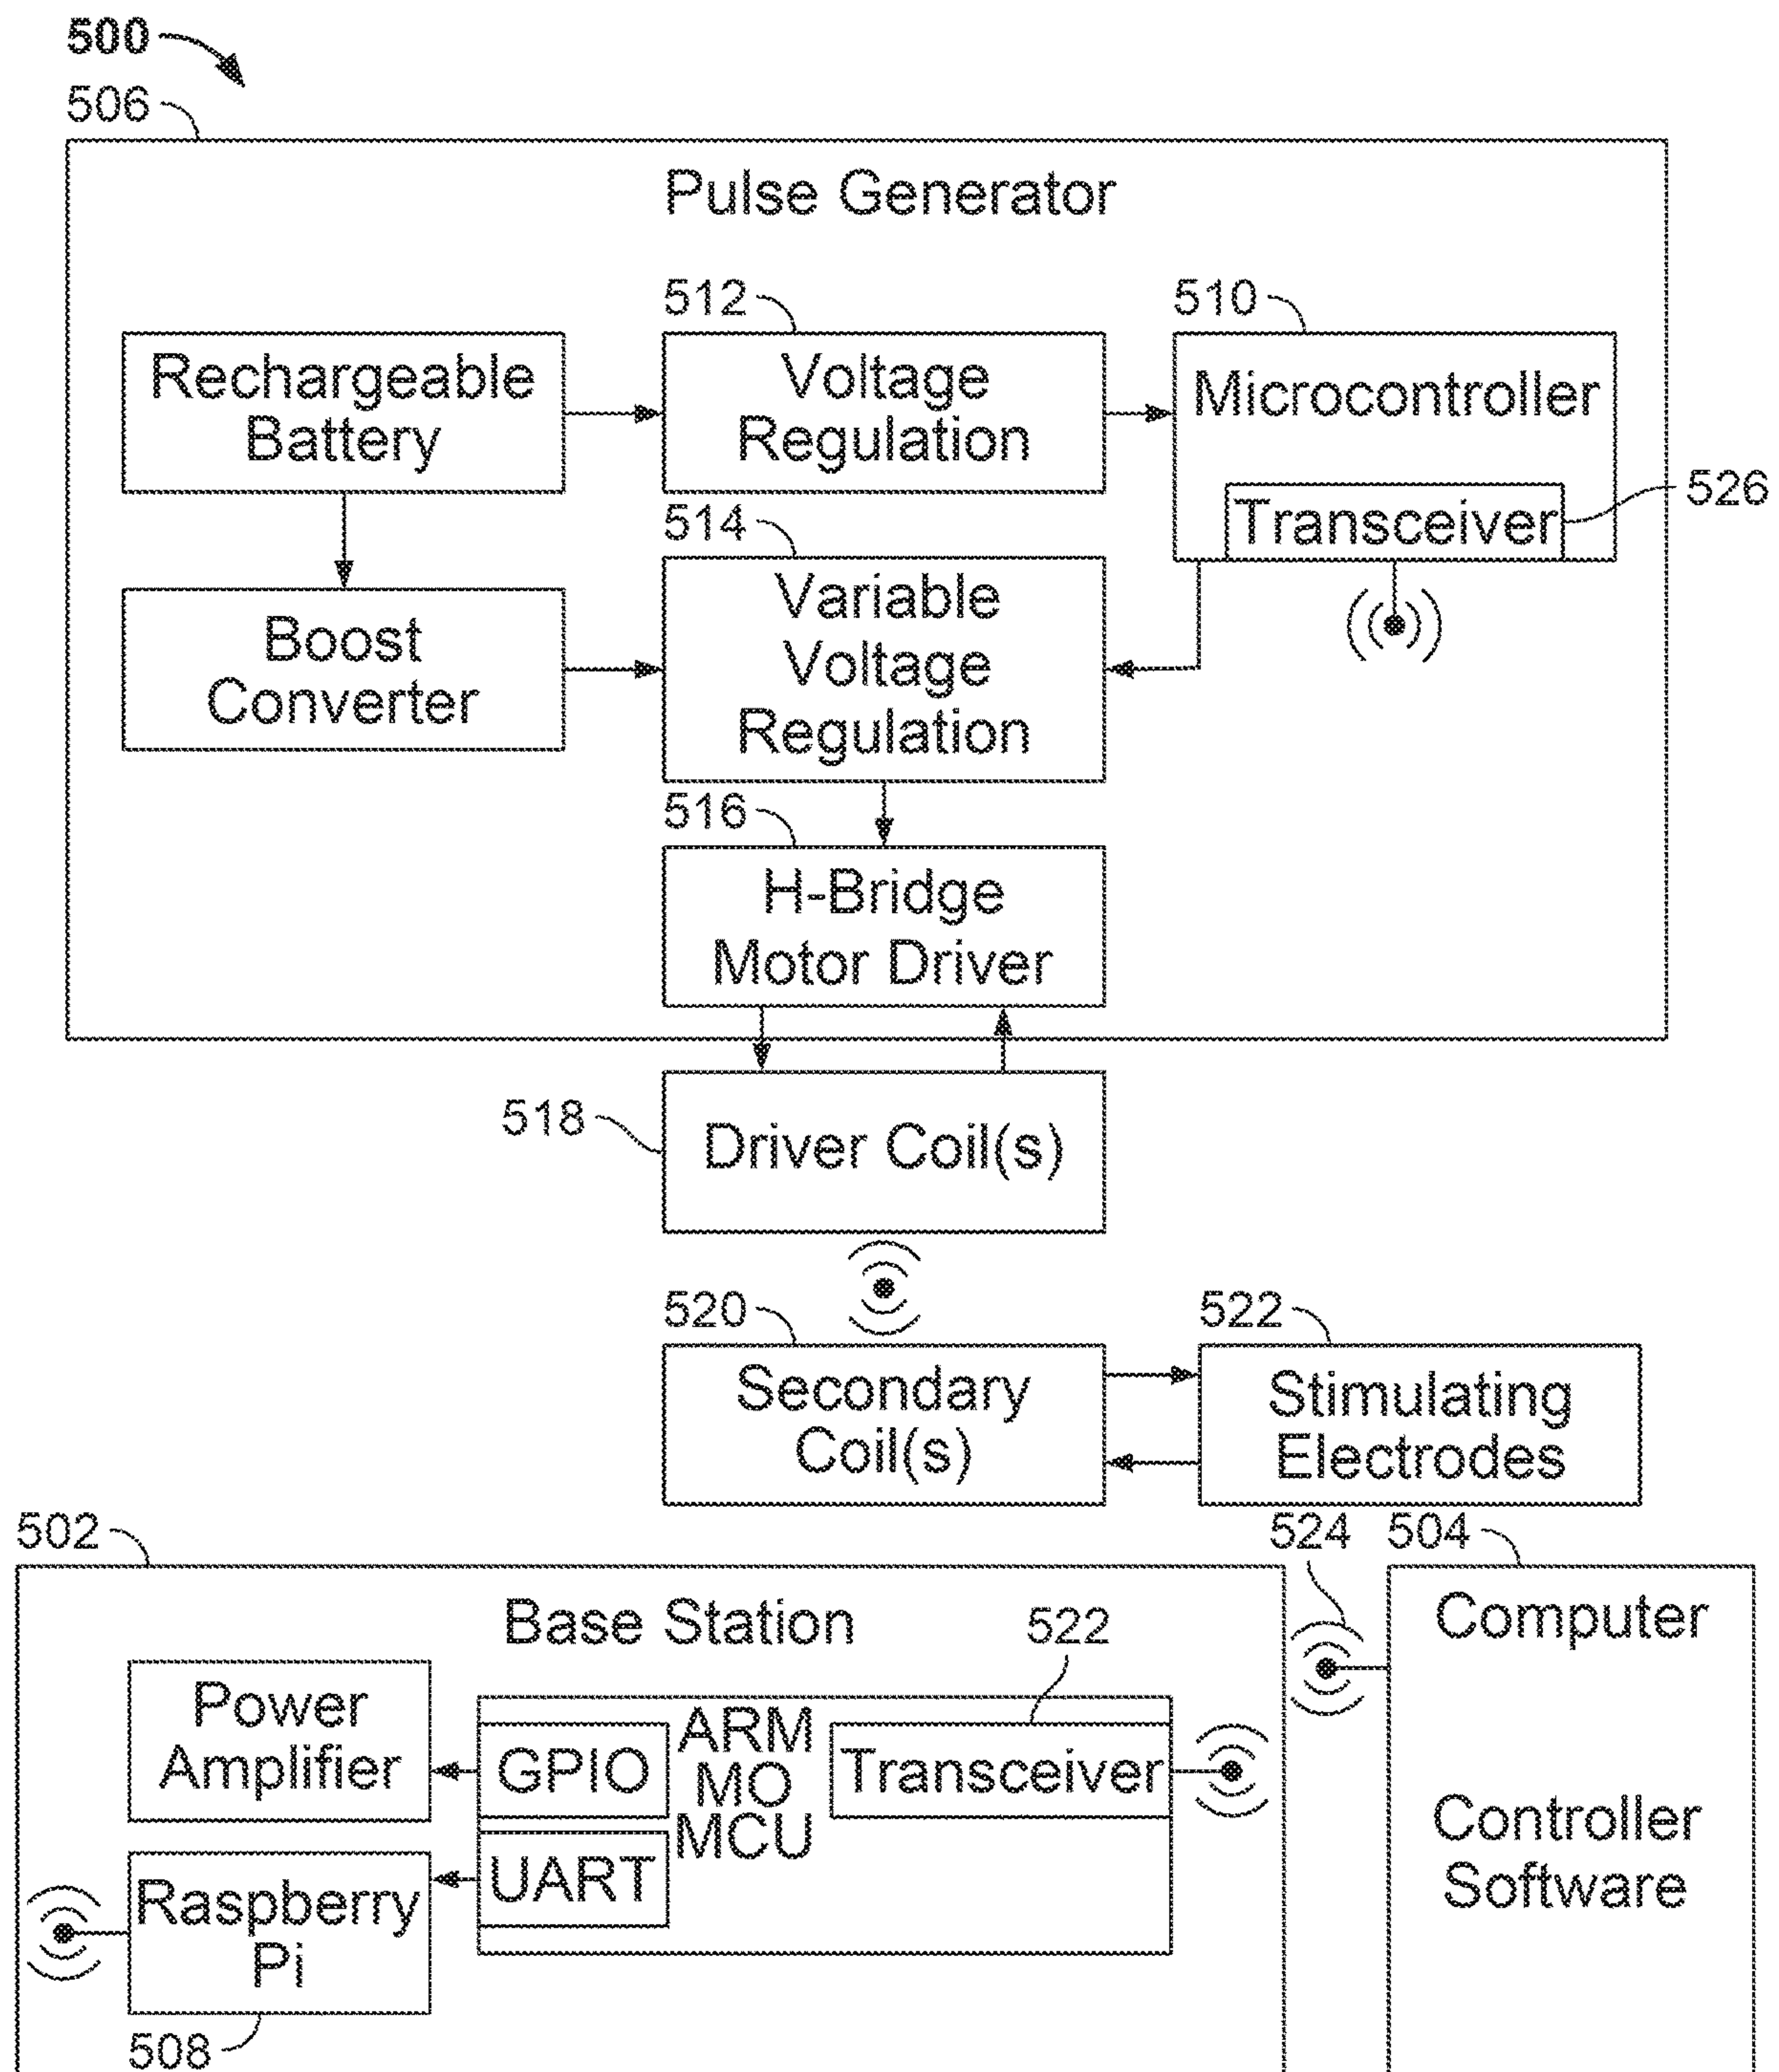 500
506
Pulse Generator
512
510
Rechargeable
Battery
Voltage
Regulation
Microcontroller
Transceiver
526
514
Boost
Converter
Variable
Voltage
Regulation
516
H-Bridge
Motor Driver
518
Driver Coil(s)
520
522
Secondary
Coil(s)
Stimulating
Electrodes
502
524
504
Base Station
522
Computer
Power
Amplifier
GPIO
ARM
MO
MCU
Transceiver
UART
Controller
Software
Raspberry
Pi
508